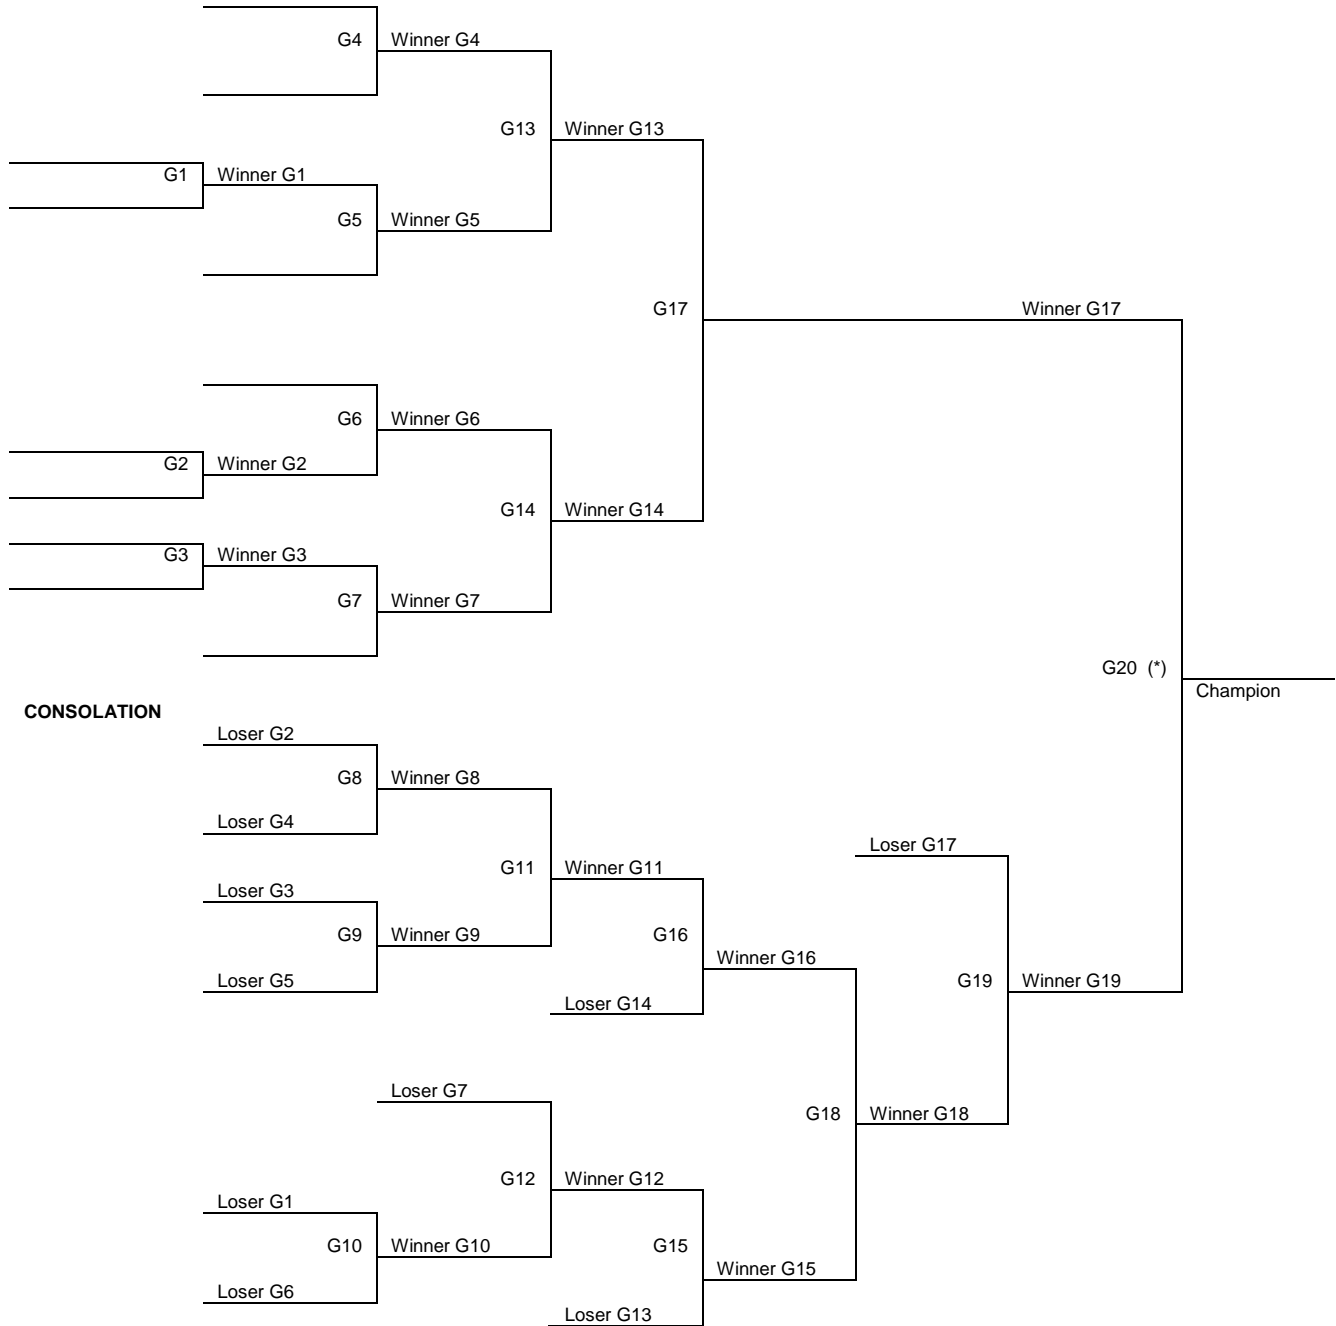 G4 Winner G4
G13 Winner G13
G1 Winner G1
G5 Winner G5
G17 Winner G17
G6 Winner G6
G2 Winner G2
G14 Winner G14
G3 Winner G3
G7 Winner G7
G20 (*)
Champion
CONSOLATION
Loser G2
G8 Winner G8
Loser G4
Loser G17
G11 Winner G11
Loser G3
G9 Winner G9
G16
Winner G16
Loser G5
G19 Winner G19
Loser G14
Loser G7
G18 Winner G18
G12 Winner G12
Loser G1
G10 Winner G10
G15
Winner G15
Loser G6
Loser G13